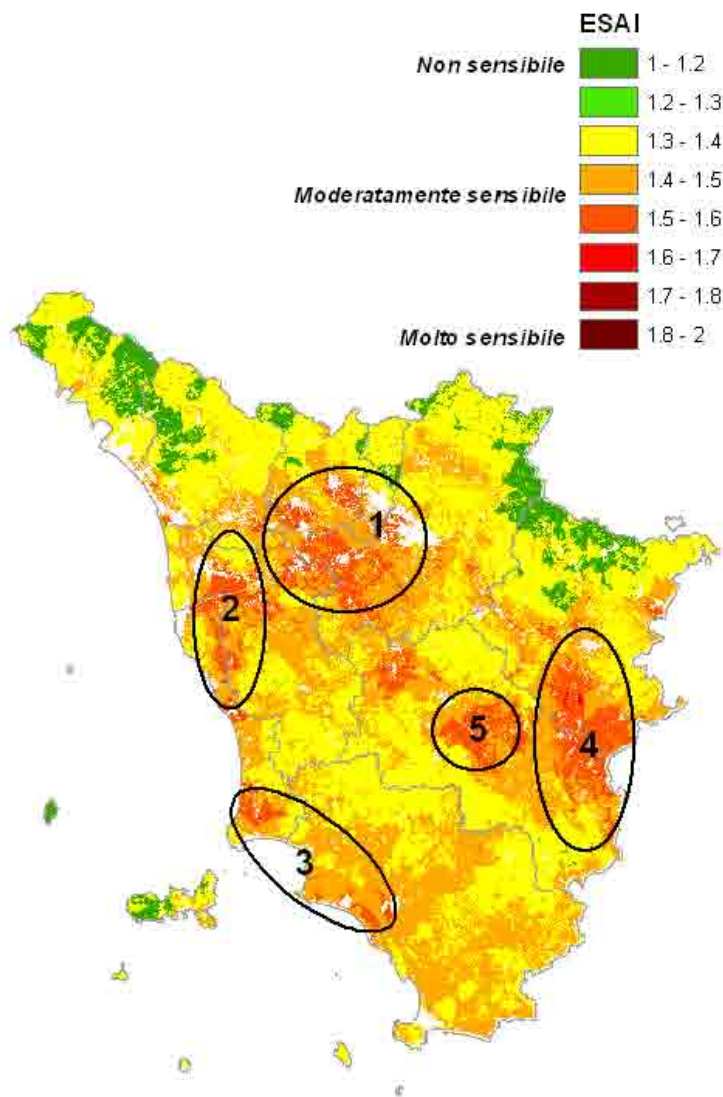 ESAI
Non sensibile 1 - 1.2
1.2 - 1.3
1.3 - 1.4
Moderatamente sensibile 1.4 - 1.5
1.5 - 1.6
1.6 - 1.7
1.7 - 1.8
Molto sensibile 1.8 - 2
1
2
5
4
3